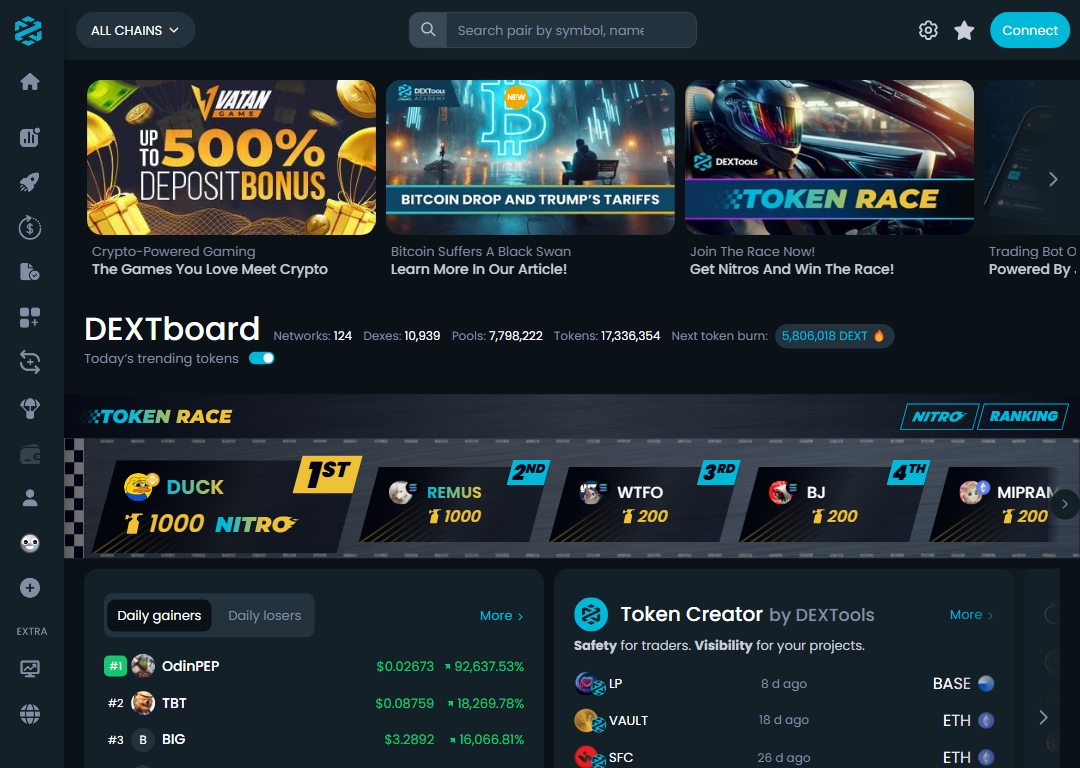 ALL CHAINS
Search pair by symbol, name
Connect
VATAN
GAME
UP TO 500%
DEPOSIT BONUS
DEXTools
ACADEMY
NEW
BITCOIN DROP AND TRUMP'S TARIFFS
DEXTools
TOKEN RACE
Crypto-Powered Gaming
The Games You Love Meet Crypto
Bitcoin Suffers A Black Swan
Learn More In Our Article!
Join The Race Now!
Get Nitros And Win The Race!
Trading Bot O
Powered By
DEXTboard
Networks: 124 Dexes: 10,939 Pools: 7,798,222 Tokens: 17,336,354 Next token burn: 5,806,018 DEXT
Today's trending tokens
TOKEN RACE
NITRO
RANKING
1ST
DUCK
1000 NITRO
2ND
REMUS
1000
3RD
WTFO
200
4TH
BJ
200
MIPRAM
200
EXTRA
Daily gainers
Daily losers
More
#1 OdinPEP $0.02673 92,637.53%
#2 TBT $0.08759 18,269.78%
#3 B BIG $3.2892 16,066.81%
Token Creator by DEXTools
More
Safety for traders. Visibility for your projects.
LP 8 d ago BASE
VAULT 18 d ago ETH
SFC 26 d ago ETH